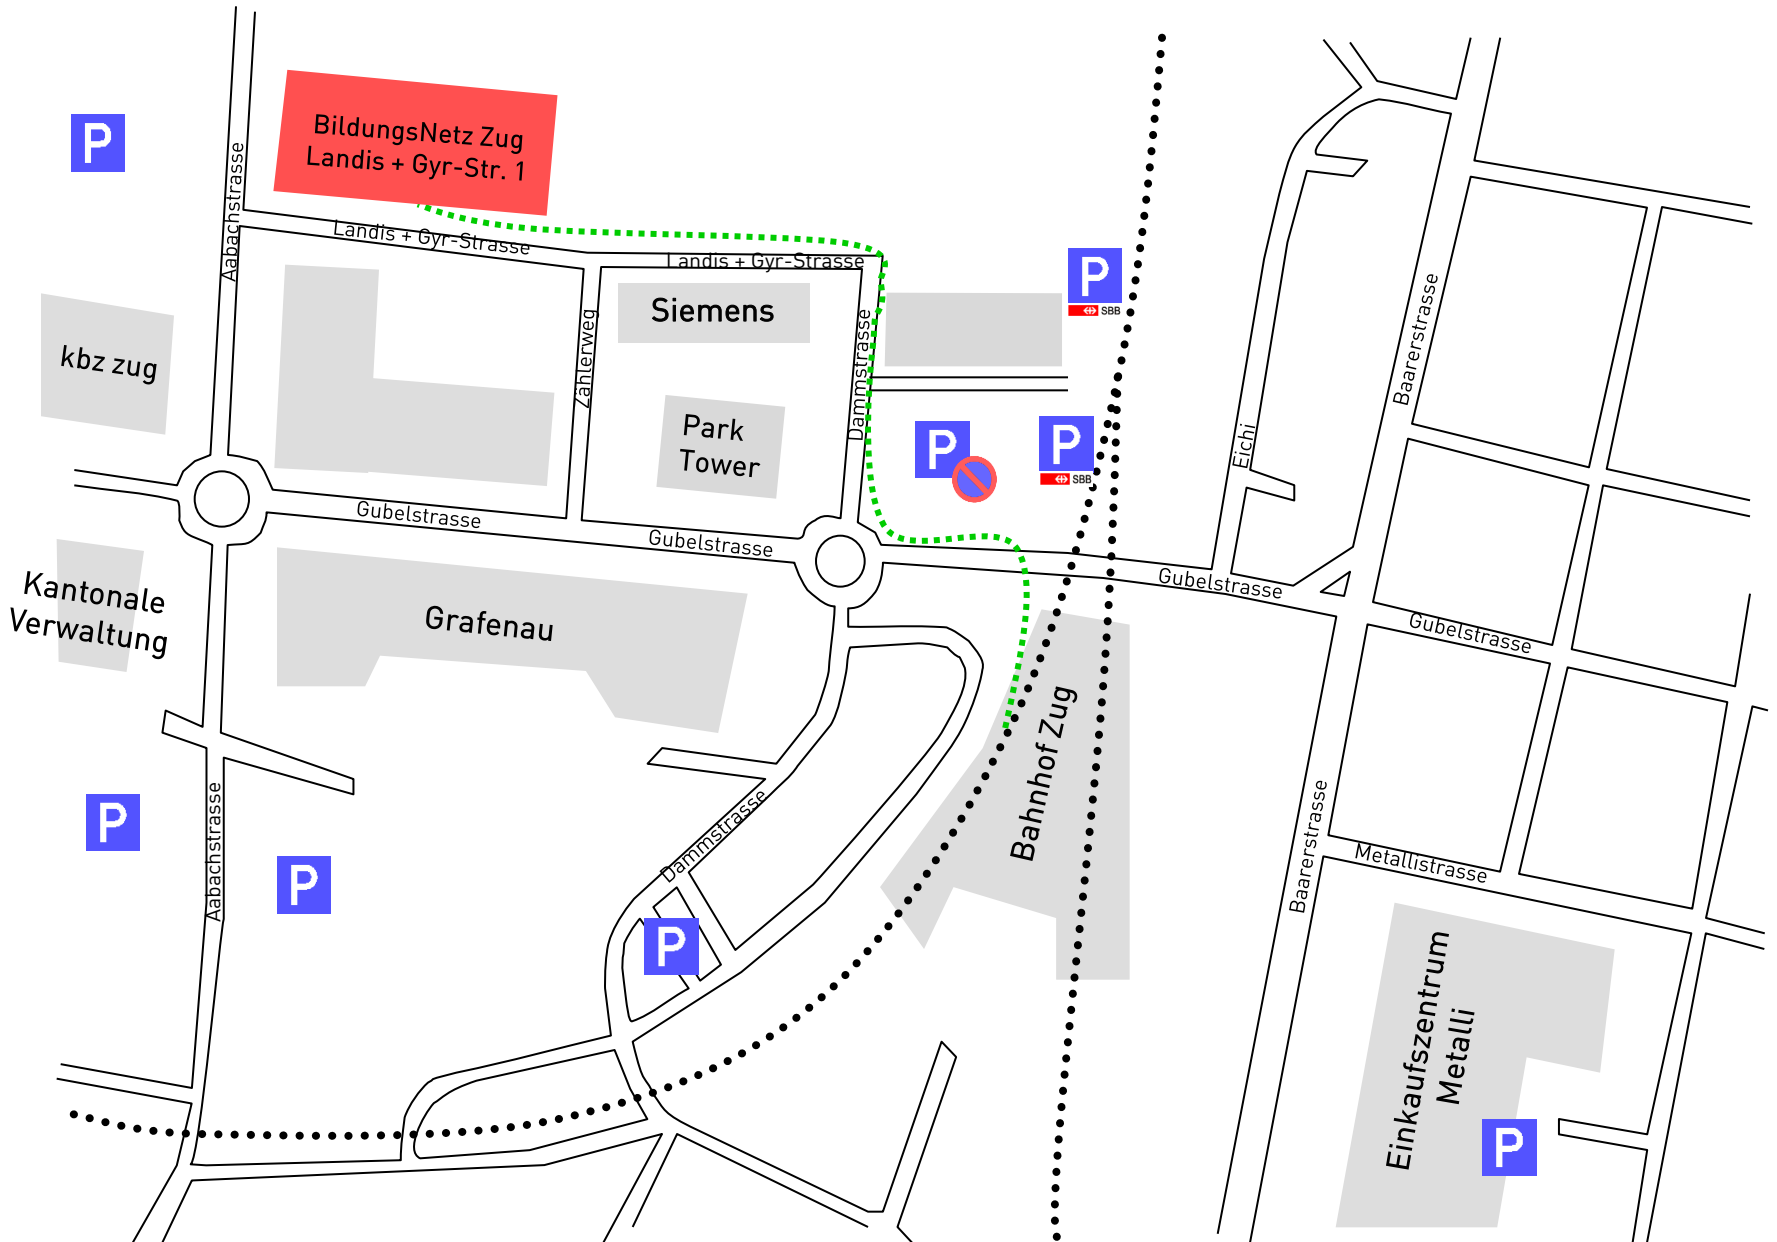 P
BildungsNetz Zug
Landis + Gyr-Str. 1
Aabachstrasse
Landis + Gyr-Strasse
Landis + Gyr-Strasse
P
SBB
Siemens
kbz zug
Zählerweg
Dammstrasse
Baarerstrasse
Park
Tower
P
P
SBB
Eichi
Gubelstrasse
Gubelstrasse
Gubelstrasse
Gubelstrasse
Kantonale
Verwaltung
Grafenau
Bahnhof Zug
P
Aabachstrasse
P
Dammstrasse
P
Baarerstrasse
Metallistrasse
Einkaufszentrum
Metalli
P